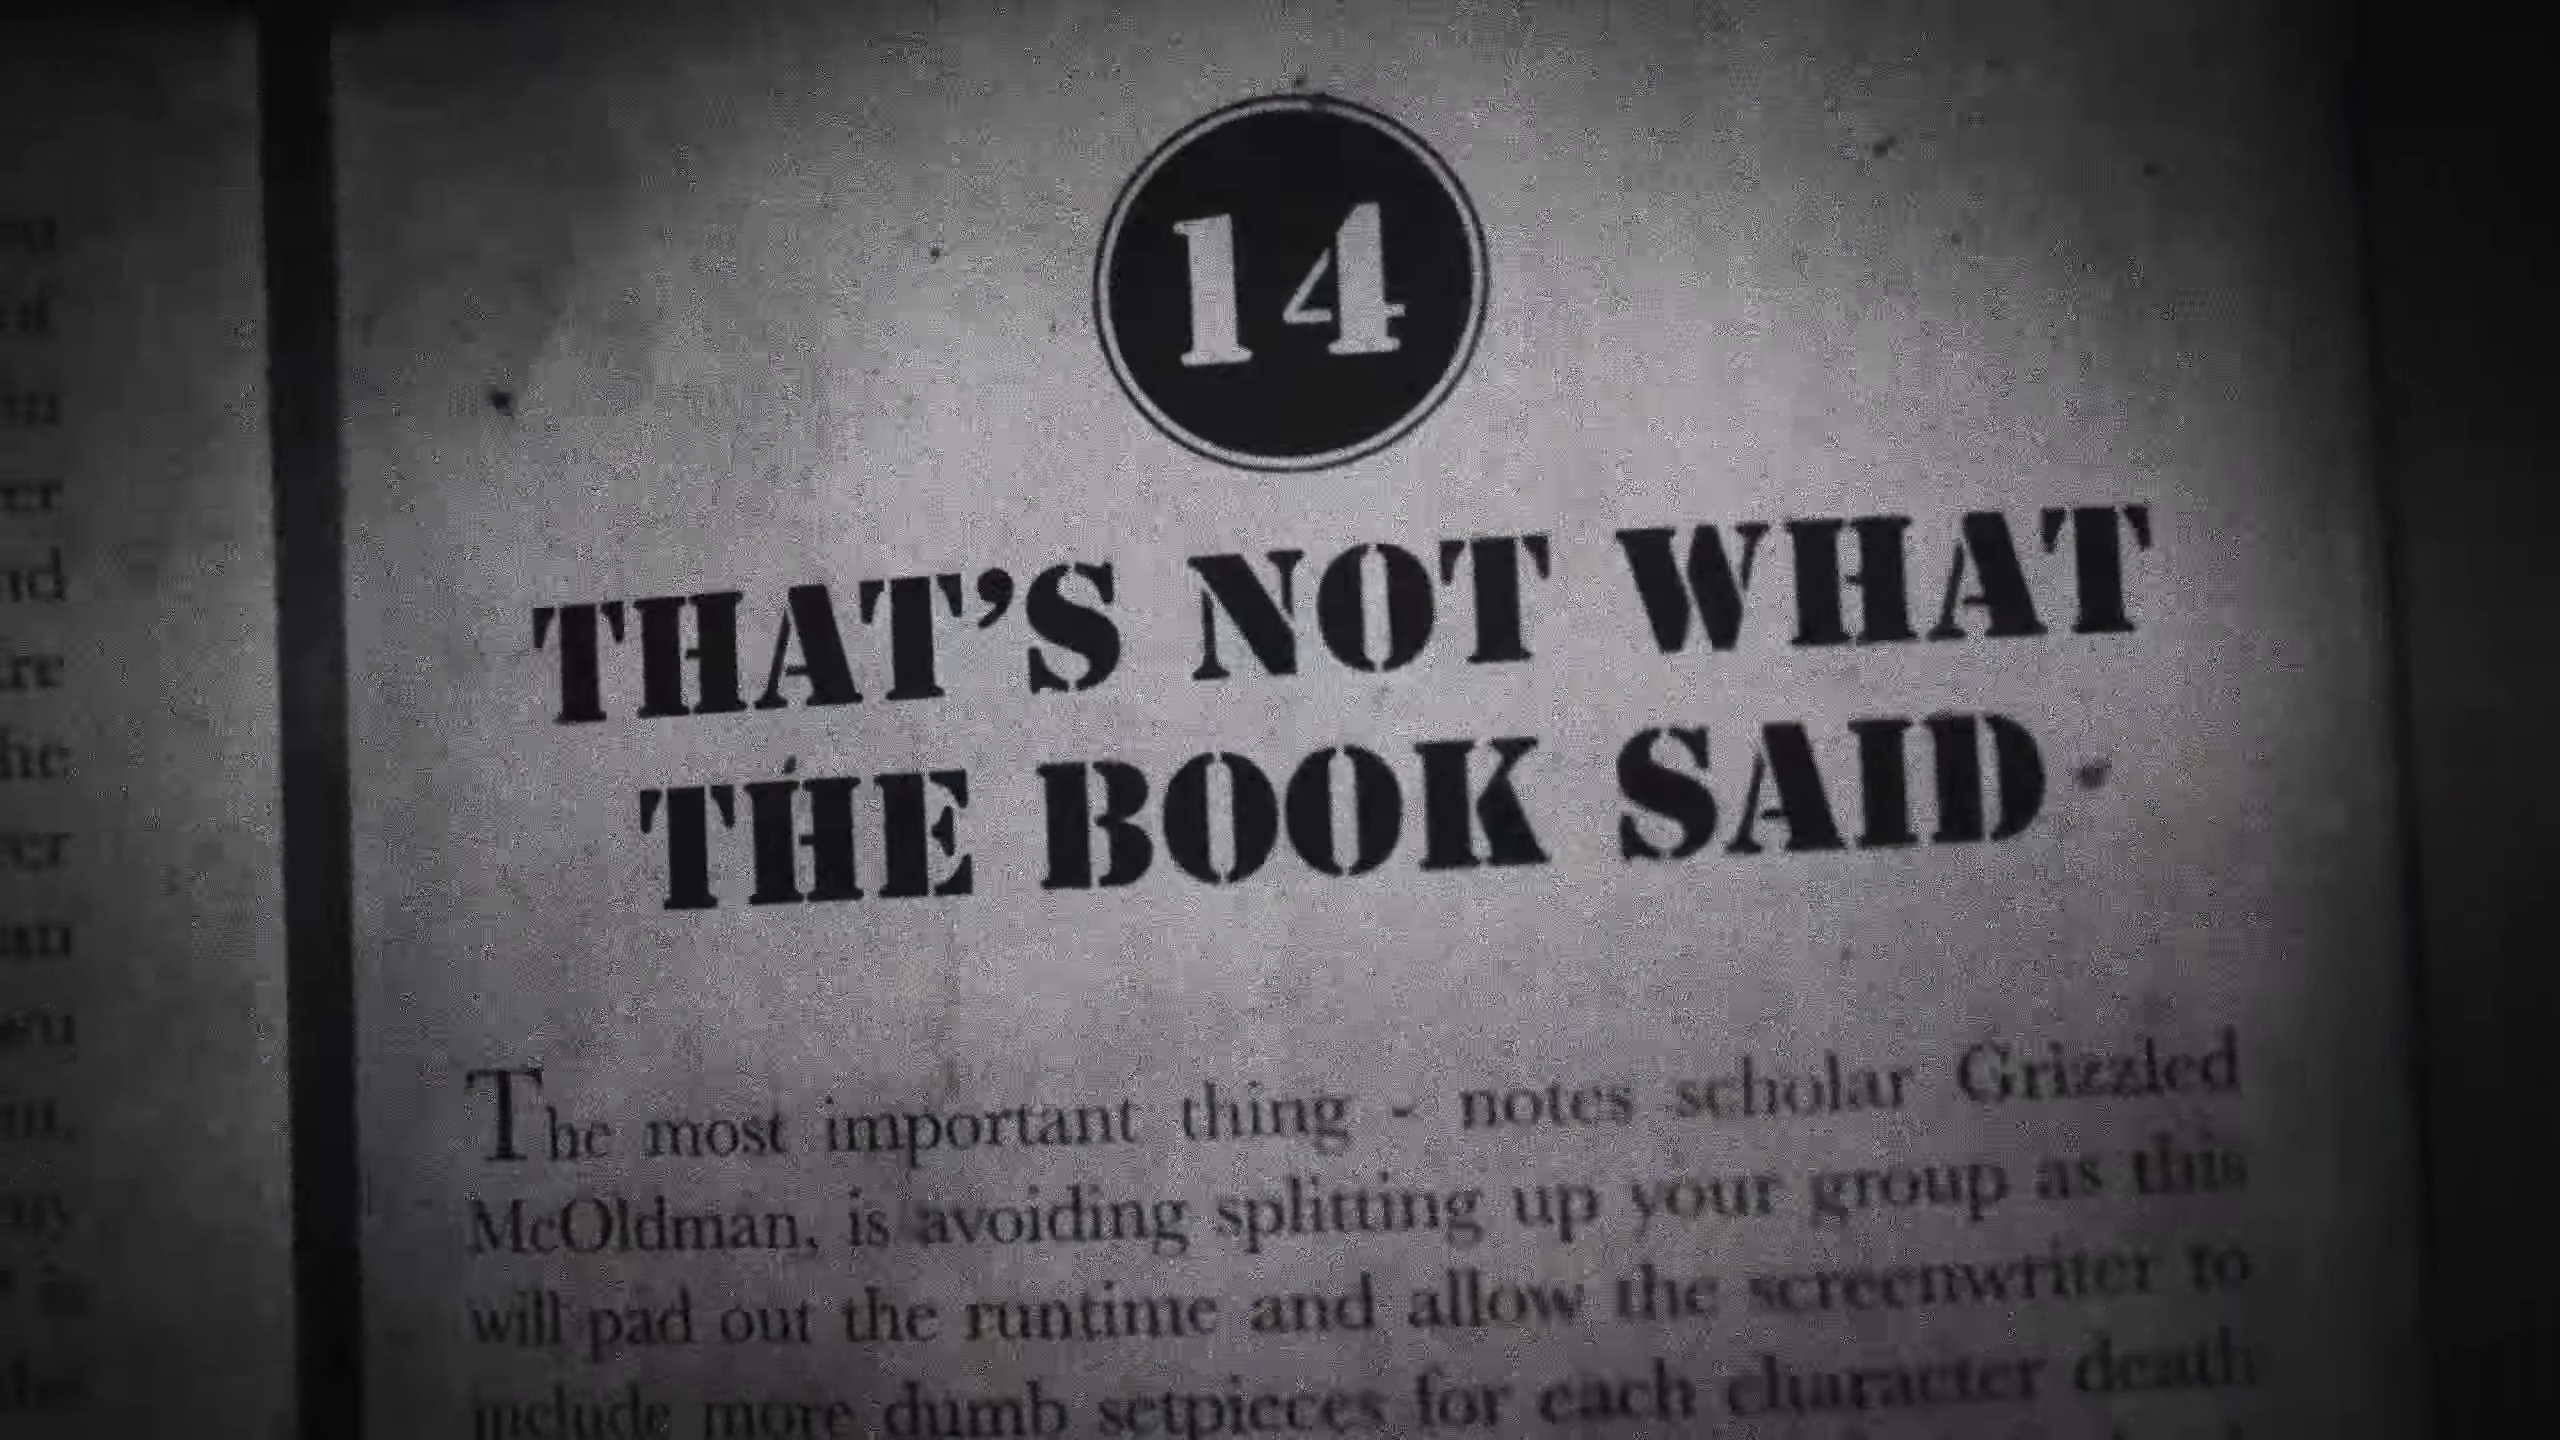 14
THAT'S NOT WHAT
THE BOOK SAID
The most important thing - notes scholar Grizzled
McOldman, is avoiding splitting up your group as this
will pad out the runtime and allow the screenwriter to
include more dumb setpieces for each character death